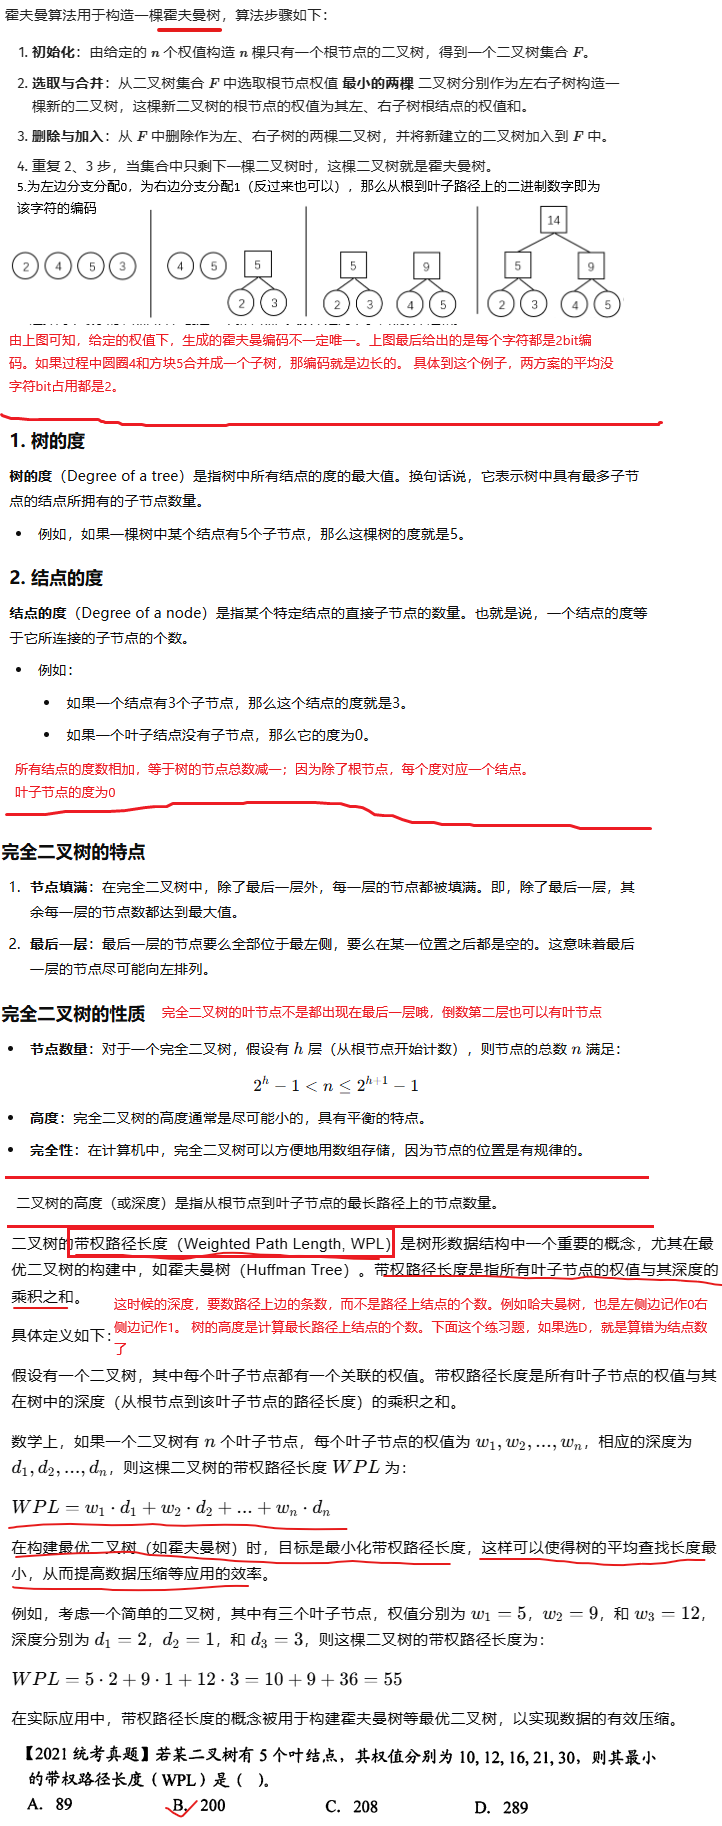 霍夫曼算法用于构造一棵霍夫曼树，算法步骤如下：
1. 初始化：由给定的 n 个权值构造 n 棵只有一个根节点的二叉树，得到一个二叉树集合 F。
2. 选取与合并：从二叉树集合 F 中选取根节点权值 最小的两棵 二叉树分别作为左右子树构造一
棵新的二叉树，这棵新二叉树的根节点的权值为其左、右子树根结点的权值和。
3. 删除与加入：从 F 中删除作为左、右子树的两棵二叉树，并将新建立的二叉树加入到 F 中。
4. 重复 2、3 步，当集合中只剩下一棵二叉树时，这棵二叉树就是霍夫曼树。
5.为左边分支分配0，为右边分支分配1（反过来也可以），那么从根到叶子路径上的二进制数字即为
该字符的编码
14
2 4 5 3 4 5 5 5 9 5 9
2 3 2 3 4 5 2 3 4 5
由上图可知，给定的权值下，生成的霍夫曼编码不一定唯一。上图最后给出的是每个字符都是2bit编
码。如果过程中圆圈4和方块5合并成一个子树，那编码就是边长的。 具体到这个例子，两方案的平均没
字符bit占用都是2。
1. 树的度
树的度（Degree of a tree）是指树中所有结点的度的最大值。换句话说，它表示树中具有最多子节
点的结点所拥有的子节点数量。
• 例如，如果一棵树中某个结点有5个子节点，那么这棵树的度就是5。
2. 结点的度
结点的度（Degree of a node）是指某个特定结点的直接子节点的数量。也就是说，一个结点的度等
于它所连接的子节点的个数。
• 例如：
• 如果一个结点有3个子节点，那么这个结点的度就是3。
• 如果一个叶子结点没有子节点，那么它的度为0。
所有结点的度数相加，等于树的节点总数减一；因为除了根节点，每个度对应一个结点。
叶子节点的度为0
完全二叉树的特点
1. 节点填满：在完全二叉树中，除了最后一层外，每一层的节点都被填满。即，除了最后一层，其
余每一层的节点数都达到最大值。
2. 最后一层：最后一层的节点要么全部位于最左侧，要么在某一位置之后都是空的。这意味着最后
一层的节点尽可能向左排列。
完全二叉树的性质 完全二叉树的叶节点不是都出现在最后一层哦，倒数第二层也可以有叶节点
• 节点数量：对于一个完全二叉树，假设有 h 层（从根节点开始计数），则节点的总数 n 满足：
2^h − 1 < n ≤ 2^{h+1} − 1
• 高度：完全二叉树的高度通常是尽可能小的，具有平衡的特点。
• 完全性：在计算机中，完全二叉树可以方便地用数组存储，因为节点的位置是有规律的。
二叉树的高度（或深度）是指从根节点到叶子节点的最长路径上的节点数量。
二叉树的带权路径长度（Weighted Path Length, WPL）是树形数据结构中一个重要的概念，尤其在最
优二叉树的构建中，如霍夫曼树（Huffman Tree）。带权路径长度是指所有叶子节点的权值与其深度的
乘积之和。
这时候的深度，要数路径上边的条数，而不是路径上结点的个数。例如哈夫曼树，也是左侧边记作0右
侧边记作1。 树的高度是计算最长路径上结点的个数。下面这个练习题，如果选D，就是算错为结点数
了
具体定义如下：
假设有一个二叉树，其中每个叶子节点都有一个关联的权值。带权路径长度是所有叶子节点的权值与其
在树中的深度（从根节点到该叶子节点的路径长度）的乘积之和。
数学上，如果一个二叉树有 n 个叶子节点，每个叶子节点的权值为 w₁, w₂, …, wₙ，相应的深度为
d₁, d₂, …, dₙ，则这棵二叉树的带权路径长度 WPL 为：
WPL = w₁ · d₁ + w₂ · d₂ + … + wₙ · dₙ
在构建最优二叉树（如霍夫曼树）时，目标是最小化带权路径长度，这样可以使得树的平均查找长度最
小，从而提高数据压缩等应用的效率。
例如，考虑一个简单的二叉树，其中有三个叶子节点，权值分别为 w₁ = 5，w₂ = 9，和 w₃ = 12，
深度分别为 d₁ = 2，d₂ = 1，和 d₃ = 3，则这棵二叉树的带权路径长度为：
WPL = 5 · 2 + 9 · 1 + 12 · 3 = 10 + 9 + 36 = 55
在实际应用中，带权路径长度的概念被用于构建霍夫曼树等最优二叉树，以实现数据的有效压缩。
【2021 统考真题】若某二叉树有 5 个叶结点，其权值分别为 10, 12, 16, 21, 30，则其最小
的带权路径长度（WPL）是（ ）。
A. 89 B. 200 C. 208 D. 289